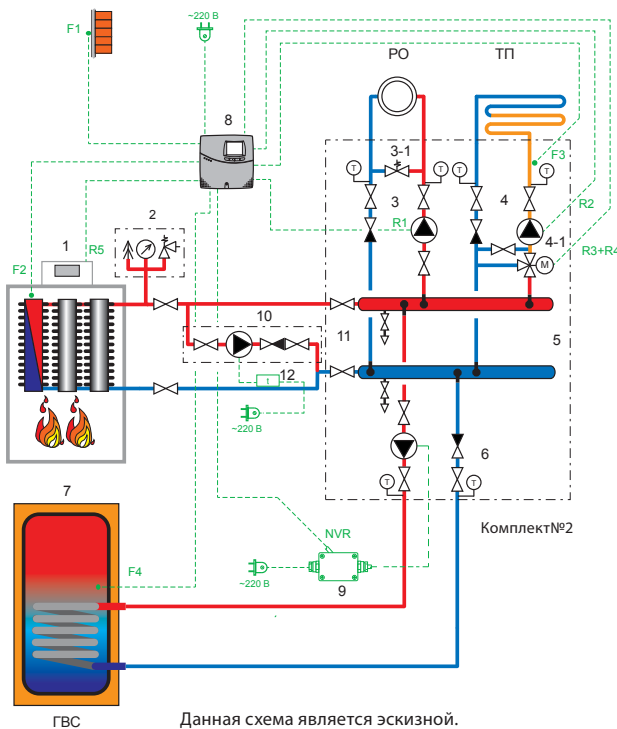 F1
~220 В
8
РО
ТП
3-1
T
T
T
T
F3
3
4
R1
R2
4-1
M
R3+R4
2
1
R5
F2
10
11
5
t
12
~220 В
6
T
T
7
Комплект№2
NVR
F4
~220 В
9
ГВС
Данная схема является эскизной.